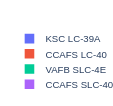 KSC LC-39A
CCAFS LC-40
VAFB SLC-4E
CCAFS SLC-40